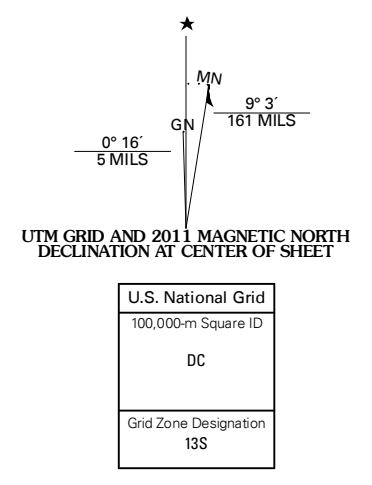 MN
9° 3´
161 MILS
GN
0° 16´
5 MILS
UTM GRID AND 2011 MAGNETIC NORTH
DECLINATION AT CENTER OF SHEET
U.S. National Grid
100,000-m Square ID
DC
Grid Zone Designation
13S